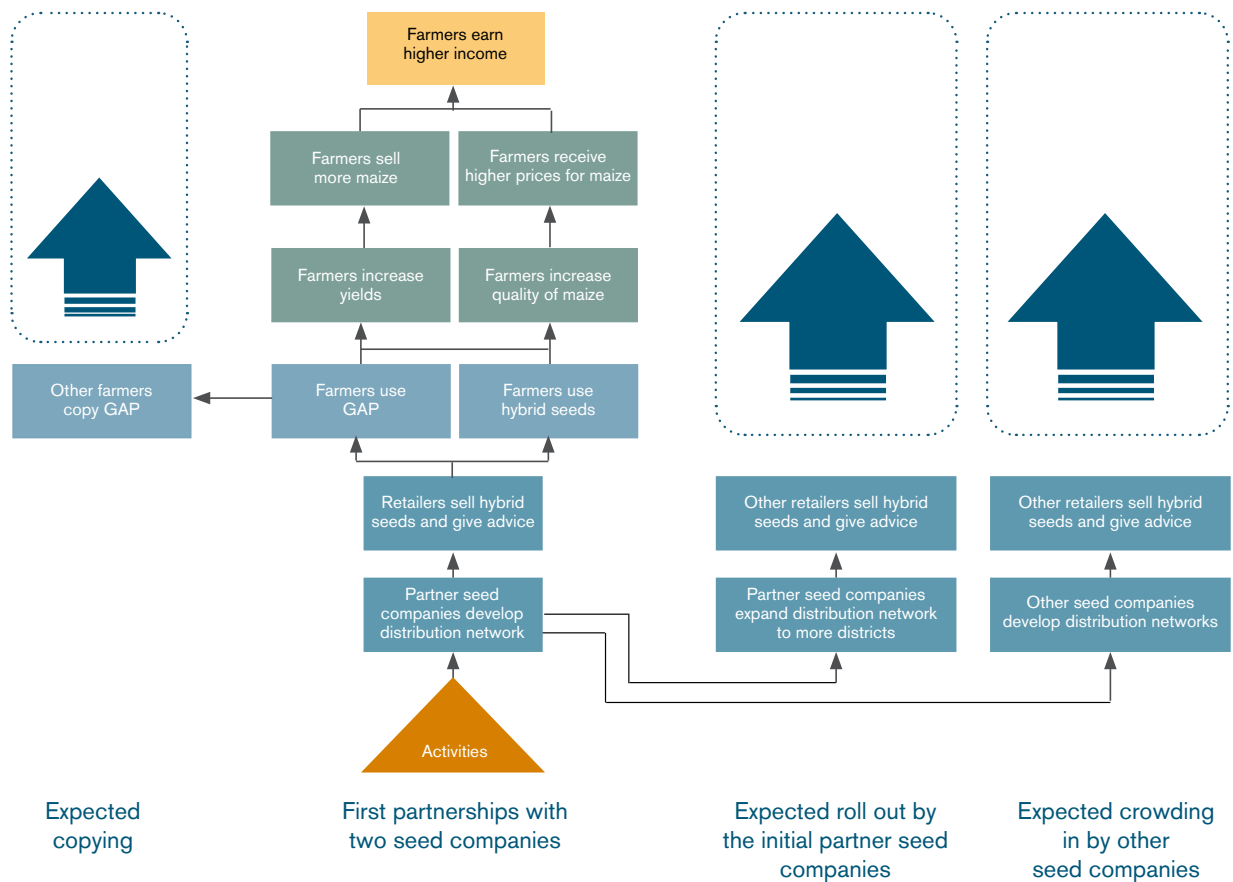 Farmers earn
higher income
Farmers sell
more maize
Farmers receive
higher prices for maize
Farmers increase
yields
Farmers increase
quality of maize
Other farmers
copy GAP
Farmers use
GAP
Farmers use
hybrid seeds
Retailers sell hybrid
seeds and give advice
Other retailers sell hybrid
seeds and give advice
Other retailers sell hybrid
seeds and give advice
Partner seed
companies develop
distribution network
Partner seed companies
expand distribution network
to more districts
Other seed companies
develop distribution networks
Activities
Expected
copying
First partnerships with
two seed companies
Expected roll out by
the initial partner seed
companies
Expected crowding
in by other
seed companies